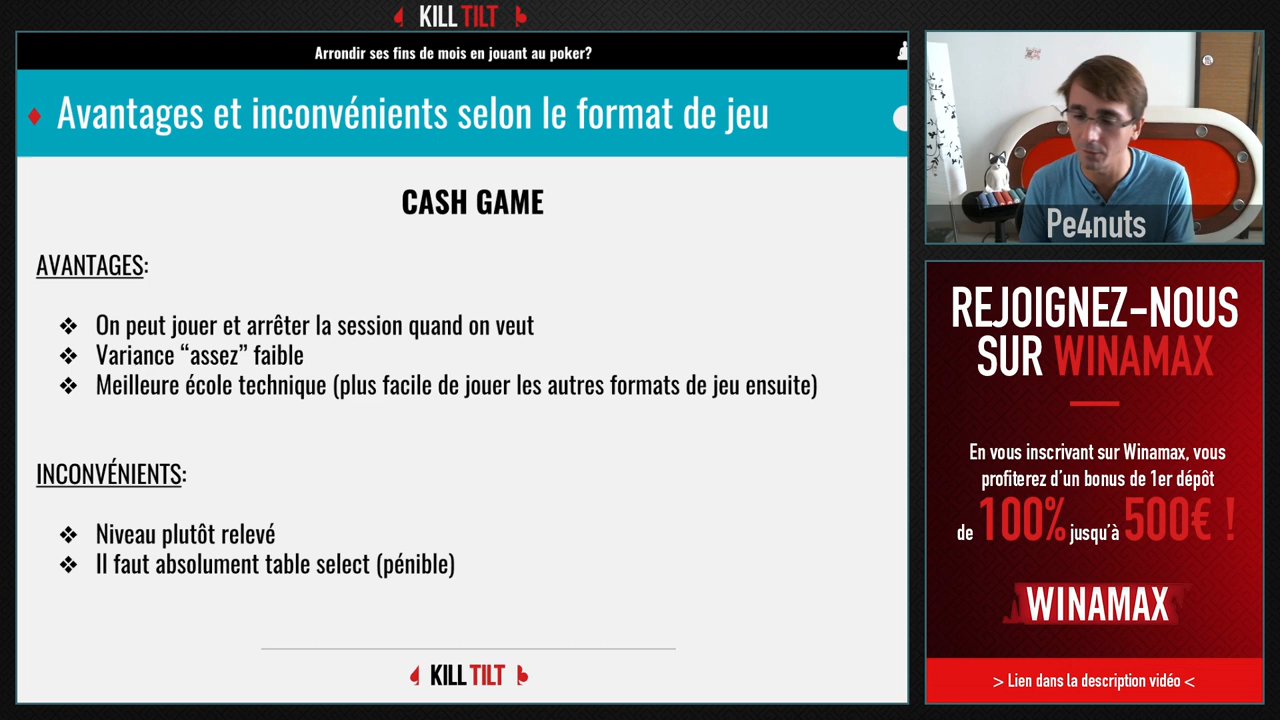 KILL TILT
Arrondir ses fins de mois en jouant au poker?
Avantages et inconvénients selon le format de jeu
CASH GAME
AVANTAGES:
❖ On peut jouer et arrêter la session quand on veut
❖ Variance “assez” faible
❖ Meilleure école technique (plus facile de jouer les autres formats de jeu ensuite)
INCONVÉNIENTS:
❖ Niveau plutôt relevé
❖ Il faut absolument table select (pénible)
KILL TILT
Pe4nuts
REJOIGNEZ-NOUS
SUR WINAMAX
En vous inscrivant sur Winamax, vous
profiterez d’un bonus de 1er dépôt
de 100% jusqu’à 500€ !
WINAMAX
> Lien dans la description vidéo <